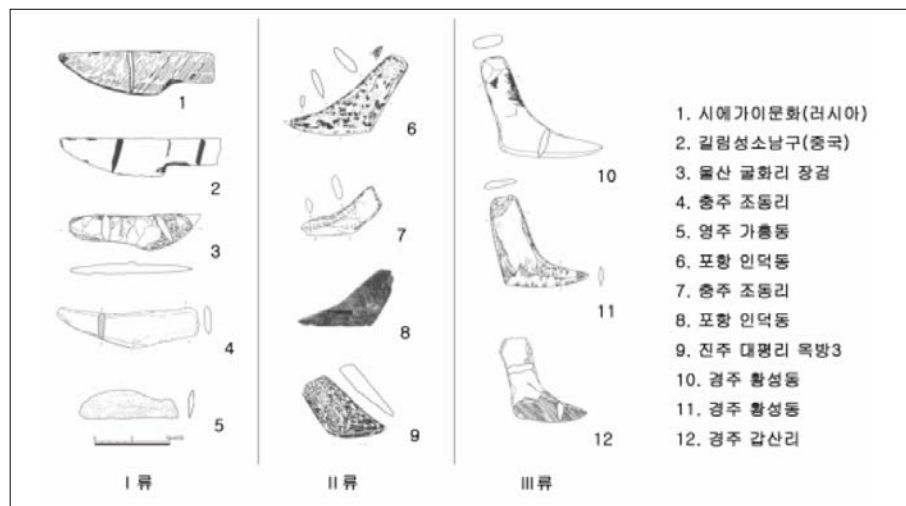 1
2
3
4
5
6
7
8
9
10
11
12
Ⅰ류
Ⅱ류
Ⅲ류
1. 시에가이문화(러시아)
2. 길림성소남구(중국)
3. 울산 굴화리 장검
4. 충주 조동리
5. 영주 가흥동
6. 포항 인덕동
7. 충주 조동리
8. 포항 인덕동
9. 진주 대평리 옥방3
10. 경주 황성동
11. 경주 황성동
12. 경주 갑산리